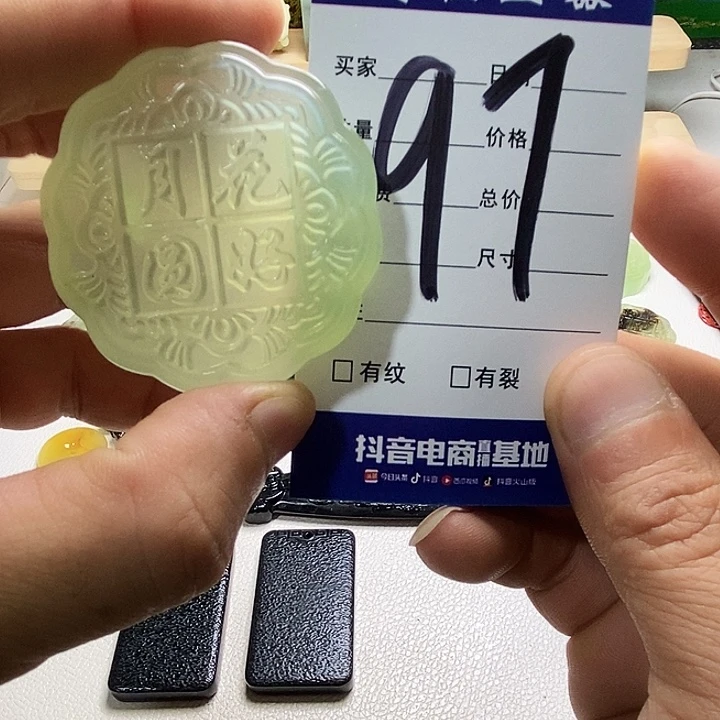 花好
月圆
买家 日
量 价格
总价
尺寸
97
□有纹 □有裂
抖音电商直播基地
今日头条 抖音 西瓜视频 抖音火山版